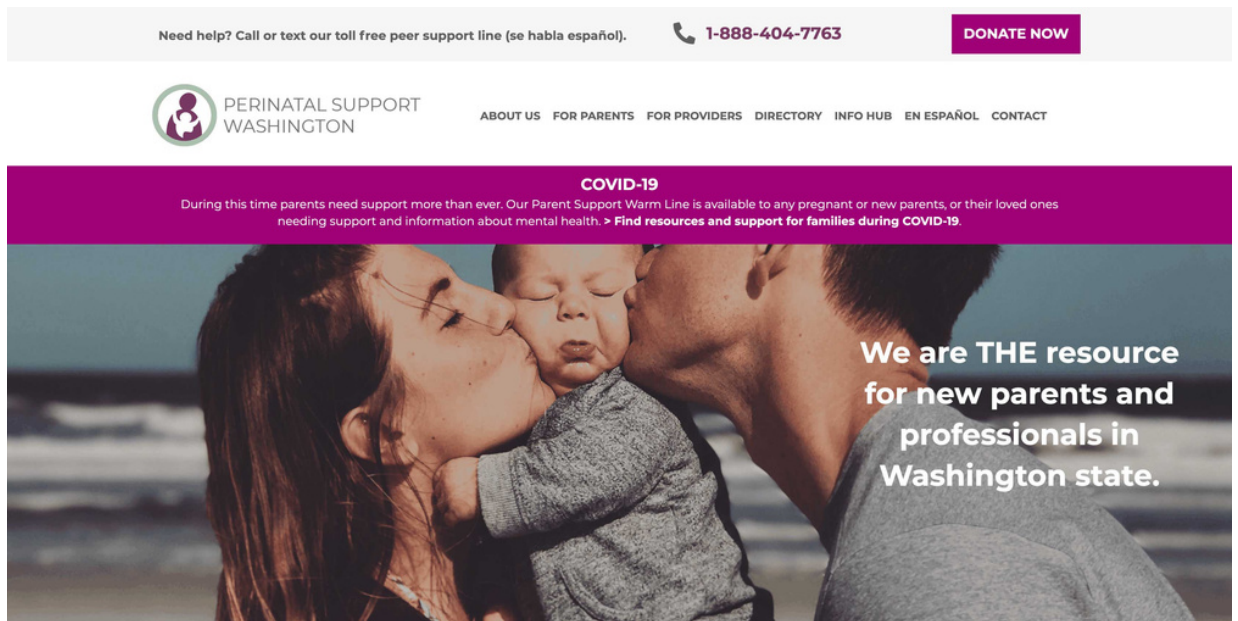 Need help? Call or text our toll free peer support line (se habla español).
1-888-404-7763
DONATE NOW
PERINATAL SUPPORT
WASHINGTON
ABOUT US FOR PARENTS FOR PROVIDERS DIRECTORY INFO HUB EN ESPAÑOL CONTACT
COVID-19
During this time parents need support more than ever. Our Parent Support Warm Line is available to any pregnant or new parents, or their loved ones
needing support and information about mental health. > Find resources and support for families during COVID-19.
We are THE resource
for new parents and
professionals in
Washington state.